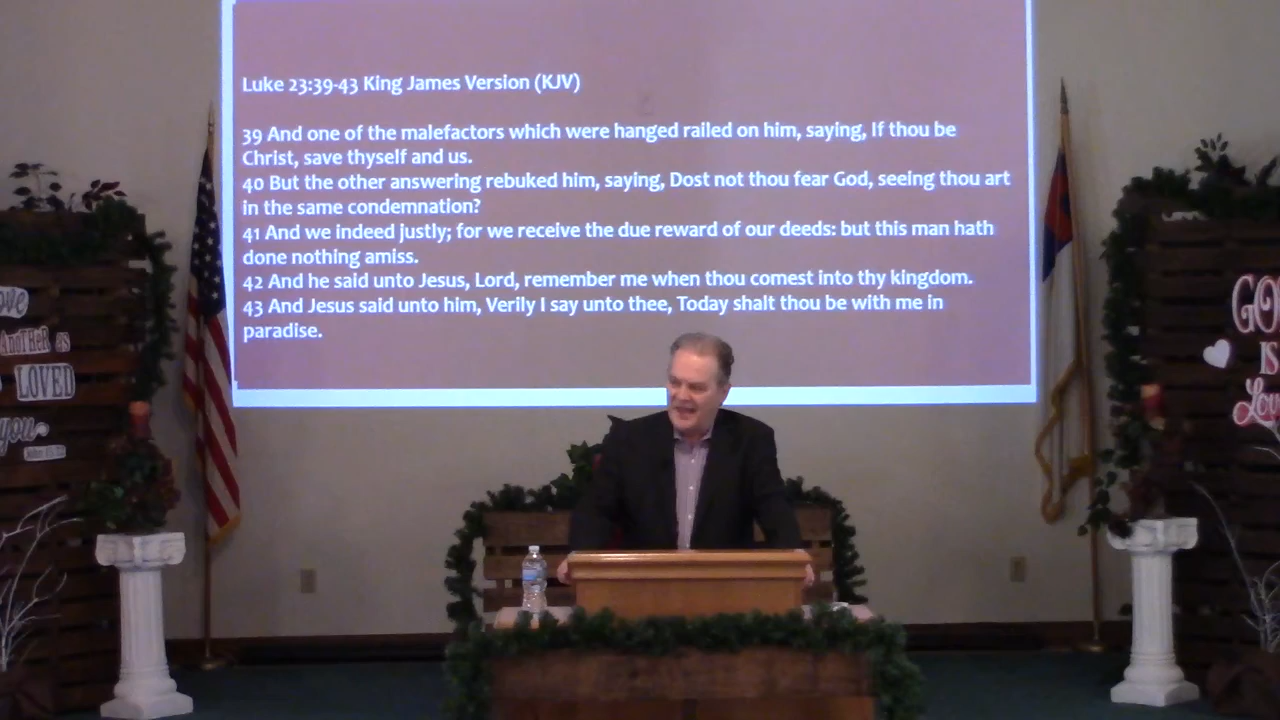 Luke 23:39-43 King James Version (KJV)
39 And one of the malefactors which were hanged railed on him, saying, If thou be
Christ, save thyself and us.
40 But the other answering rebuked him, saying, Dost not thou fear God, seeing thou art
in the same condemnation?
41 And we indeed justly; for we receive the due reward of our deeds: but this man hath
done nothing amiss.
42 And he said unto Jesus, Lord, remember me when thou comest into thy kingdom.
43 And Jesus said unto him, Verily I say unto thee, Today shalt thou be with me in
paradise.
AnoTHeR as
LOVED
you
GO
IS